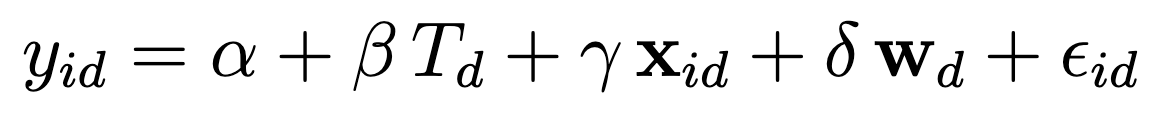 y_{id} = α + β T_d + γ 𝐱_{id} + δ 𝐰_d + ϵ_{id}